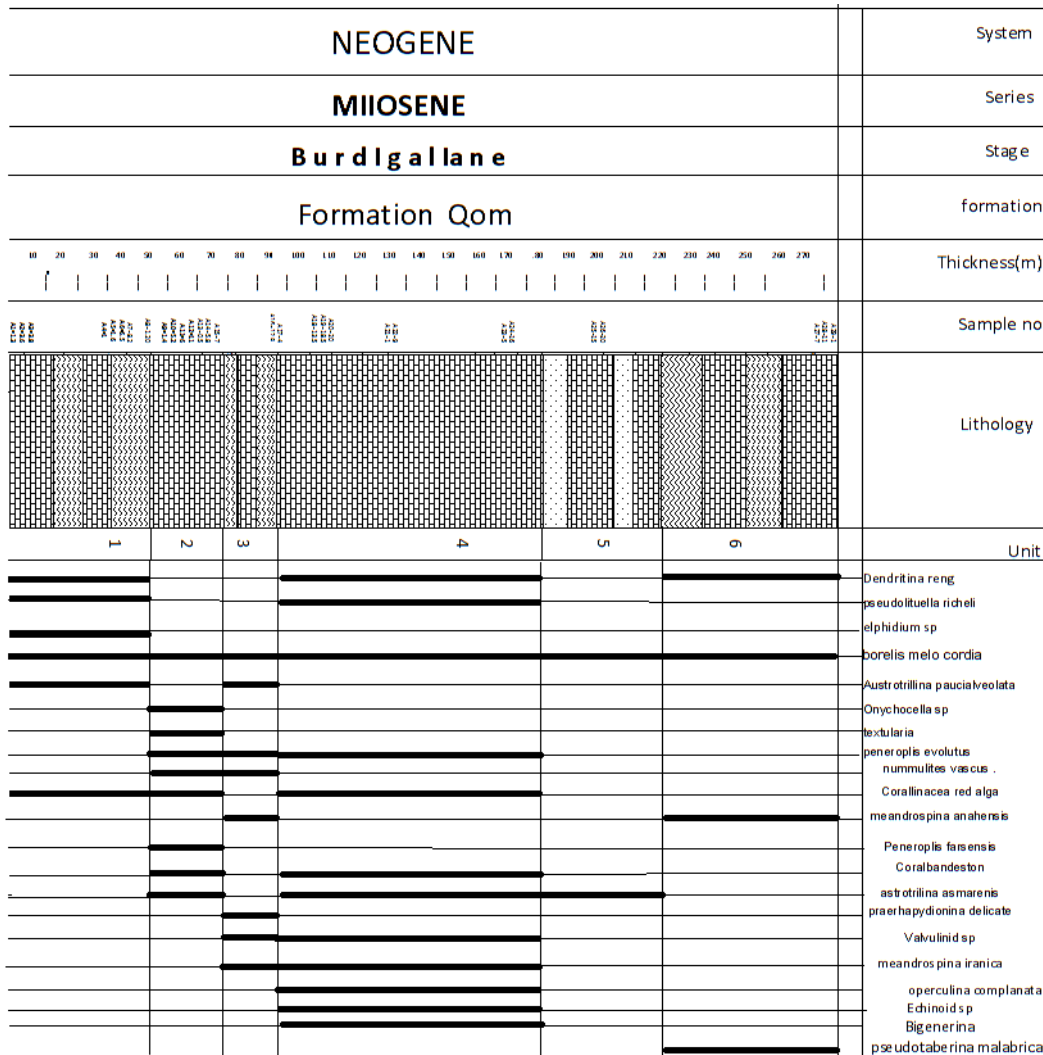 NEOGENE System
MIIOSENE Series
BurdIgalIane Stage
Formation Qom formation
10 20 30 40 50 60 70 80 90 100 110 120 130 140 150 160 170 180 190 200 210 220 230 240 250 260 270 Thickness(m)
Sample no
Lithology
1 2 3 4 5 6 Unit
Dendritina reng
pseudolituella richeli
elphidium sp
borelis melo cordia
Austrotrillina paucialveolata
Onychocella sp
textularia
peneroplis evolutus
nummulites vascus .
Corallinacea red alga
meandrospina anahensis
Peneroplis farsensis
Coralbandeston
astrotrilina asmarenis
praerhapydionina delicate
Valvulinid sp
meandrospina iranica
operculina complanata
Echinoid sp
Bigenerina
pseudotaberina malabrica